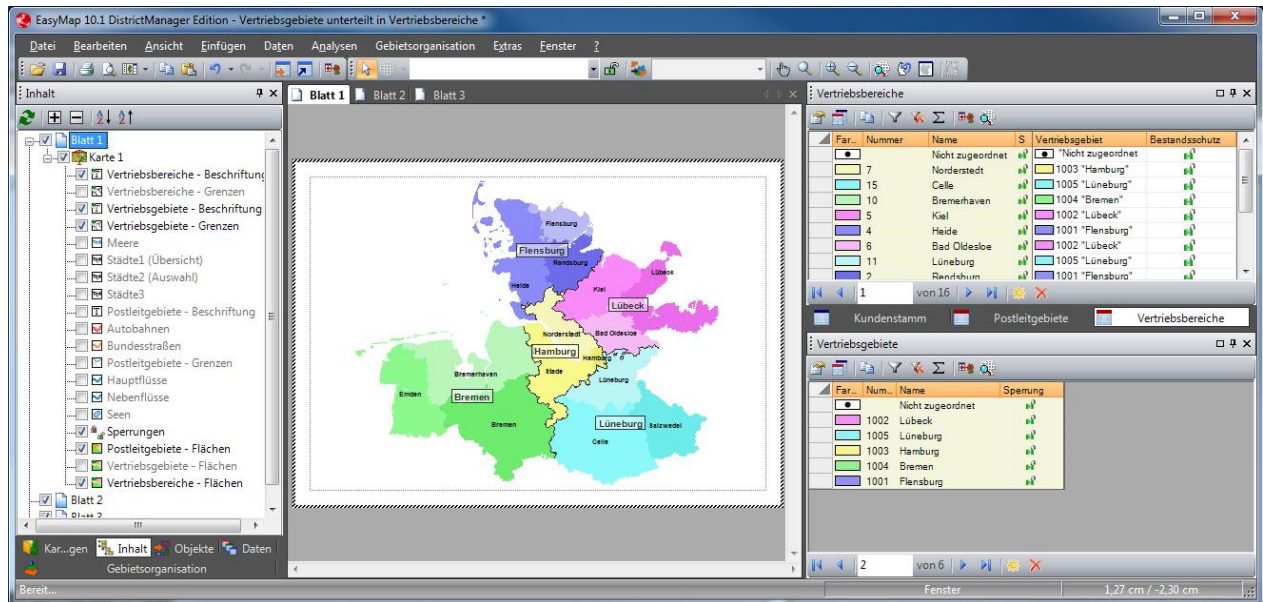 EasyMap 10.1 DistrictManager Edition - Vertriebsgebiete unterteilt in Vertriebsbereiche *
Datei Bearbeiten Ansicht Einfügen Daten Analysen Gebietsorganisation Extras Fenster ?
Inhalt
Blatt 1
Karte 1
Vertriebsbereiche - Beschriftung
Vertriebsbereiche - Grenzen
Vertriebsgebiete - Beschriftung
Vertriebsgebiete - Grenzen
Meere
Städte1 (Übersicht)
Städte2 (Auswahl)
Städte3
Postleitgebiete - Beschriftung
Autobahnen
Bundesstraßen
Postleitgebiete - Grenzen
Hauptflüsse
Nebenflüsse
Seen
Sperrungen
Postleitgebiete - Flächen
Vertriebsgebiete - Flächen
Vertriebsbereiche - Flächen
Blatt 2
Blatt 3
Kar...gen Inhalt Objekte Daten
Gebietsorganisation
Blatt 1 Blatt 2 Blatt 3
Flensburg
Flensburg
Rendsburg
Lübeck
Heide
Kiel
Lübeck
Norderstedt
Bad Oldesloe
Hamburg
Hamburg
Stade
Bremerhaven
Lüneburg
Emden
Bremen
Bremen
Lüneburg
Salzwedel
Celle
Vertriebsbereiche
Far... Nummer Name S Vertriebsgebiet Bestandsschutz
Nicht zugeordnet "Nicht zugeordnet
7 Norderstedt 1003 "Hamburg"
15 Celle 1005 "Lüneburg"
10 Bremerhaven 1004 "Bremen"
5 Kiel 1002 "Lübeck"
4 Heide 1001 "Flensburg"
6 Bad Oldesloe 1002 "Lübeck"
11 Lüneburg 1005 "Lüneburg"
2 Rendsburg 1001 "Flensburg"
1 von 16
Kundenstamm Postleitgebiete Vertriebsbereiche
Vertriebsgebiete
Far... Num... Name Sperrung
Nicht zugeordnet
1002 Lübeck
1005 Lüneburg
1003 Hamburg
1004 Bremen
1001 Flensburg
2 von 6
Bereit... Fenster 1,27 cm / -2,30 cm